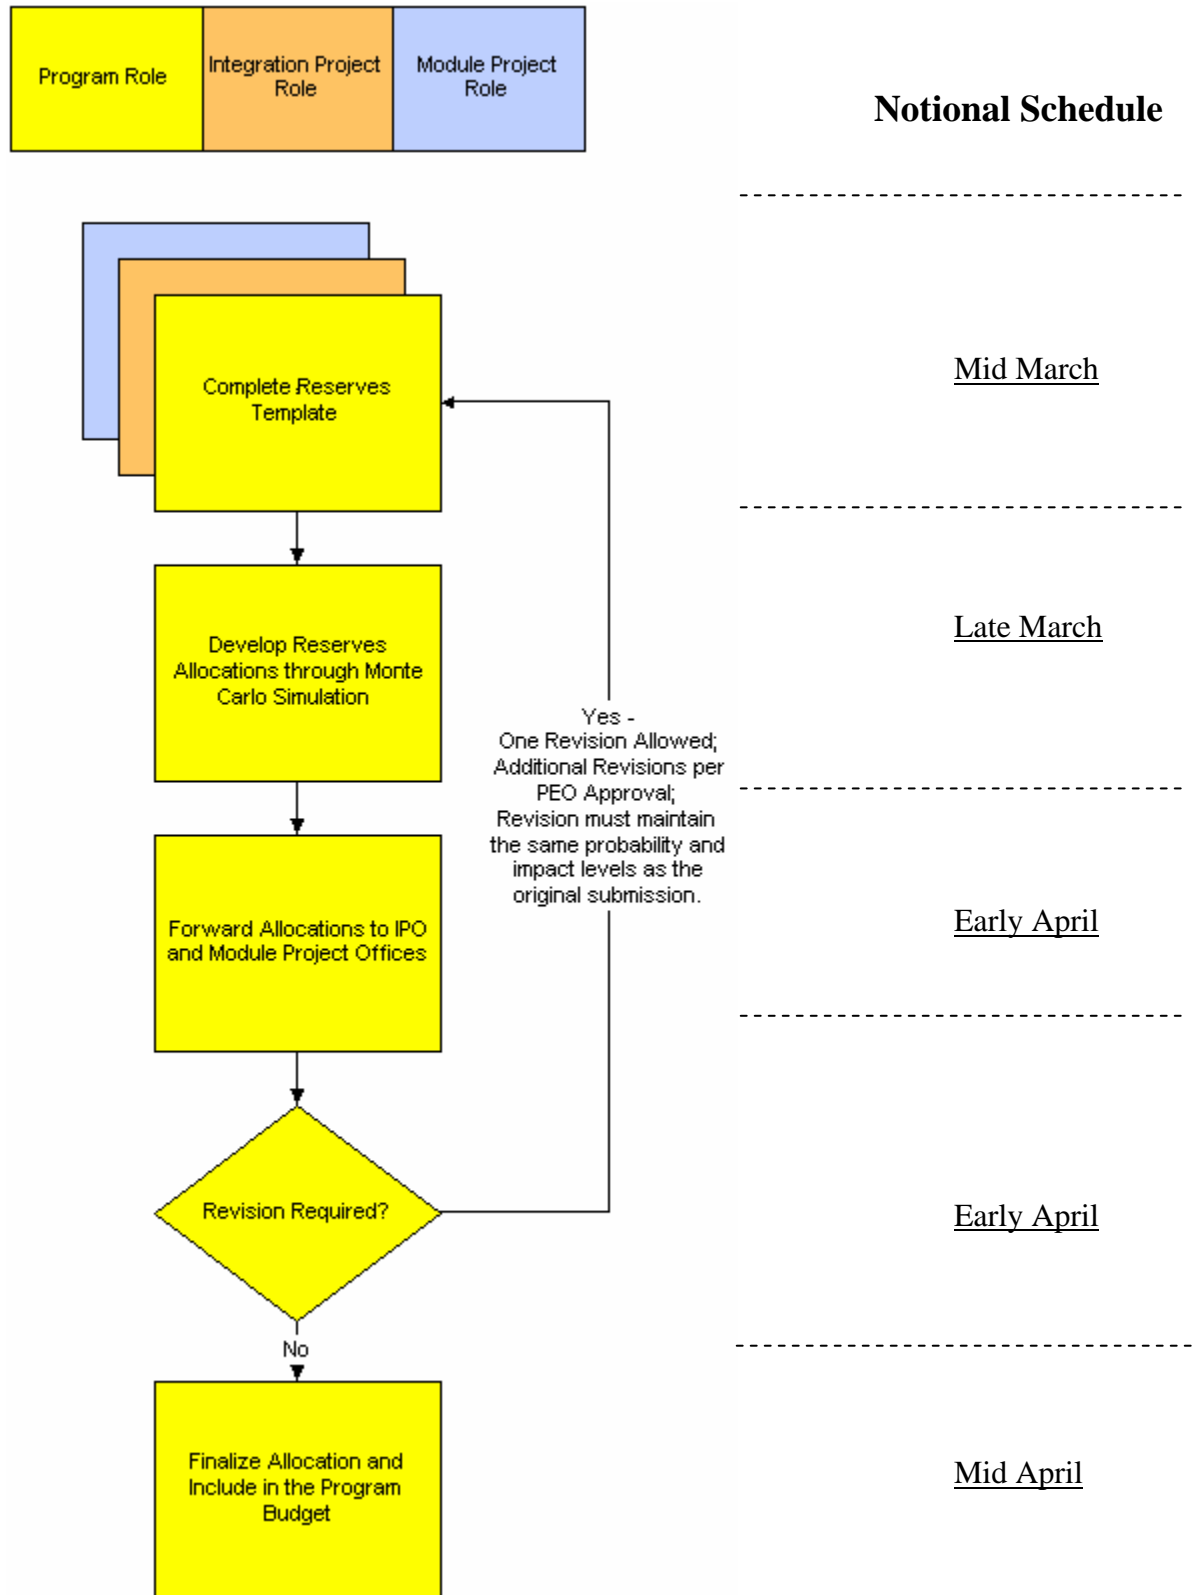 Program Role
Integration Project
Role
Module Project
Role
Notional Schedule
Complete Reserves
Template
Mid March
Develop Reserves
Allocations through Monte
Carlo Simulation
Late March
Yes -
One Revision Allowed;
Additional Revisions per
PEO Approval;
Revision must maintain
the same probability and
impact levels as the
original submission.
Forward Allocations to IPO
and Module Project Offices
Early April
Revision Required?
Early April
No
Finalize Allocation and
Include in the Program
Budget
Mid April